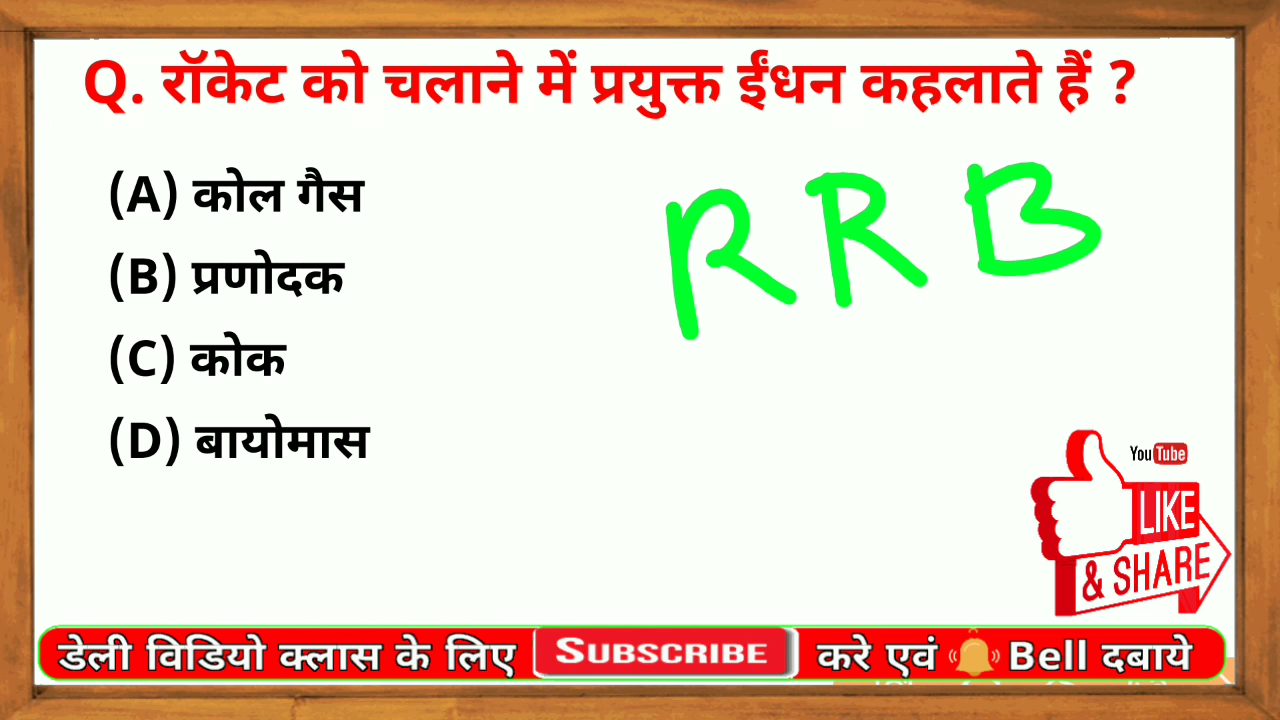 Q. रॉकेट को चलाने में प्रयुक्त ईंधन कहलाते हैं ?
(A) कोल गैस
(B) प्रणोदक
(C) कोक
(D) बायोमास
RRB
YouTube
LIKE
& SHARE
डेली विडियो क्लास के लिए SUBSCRIBE करे एवं Bell दबाये